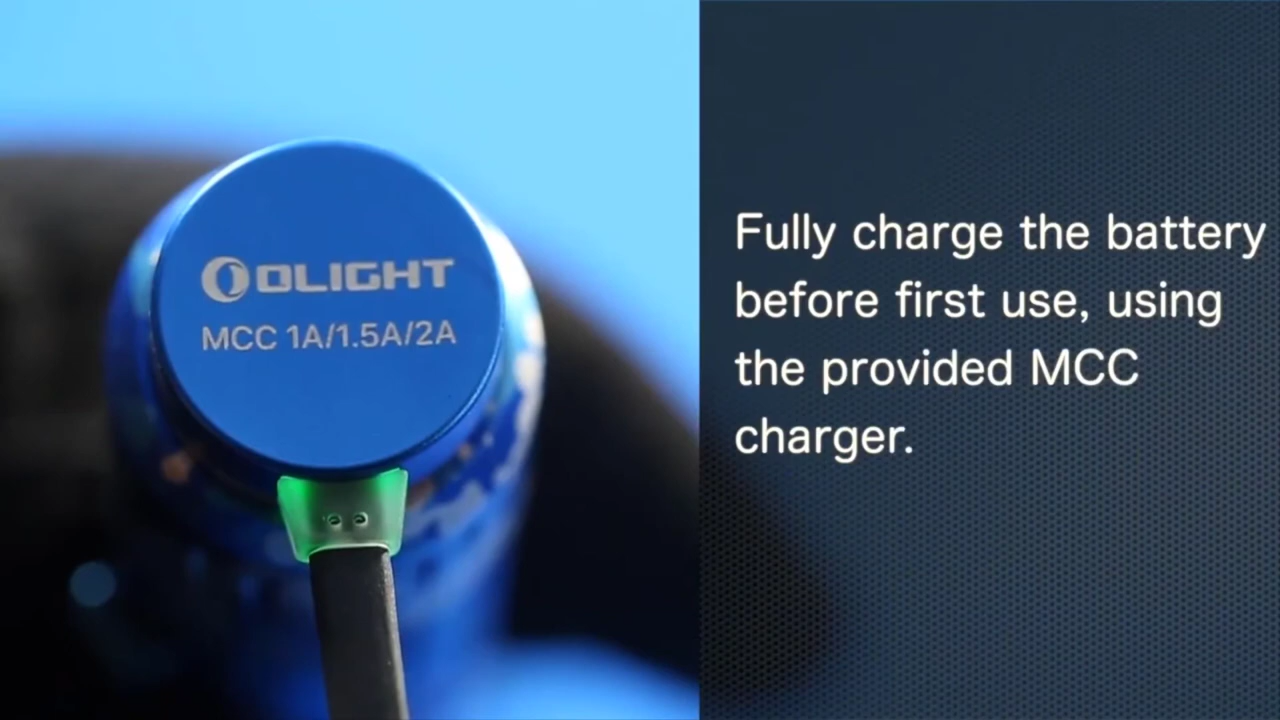 OLIGHT
MCC 1A/1.5A/2A
Fully charge the battery
before first use, using
the provided MCC
charger.